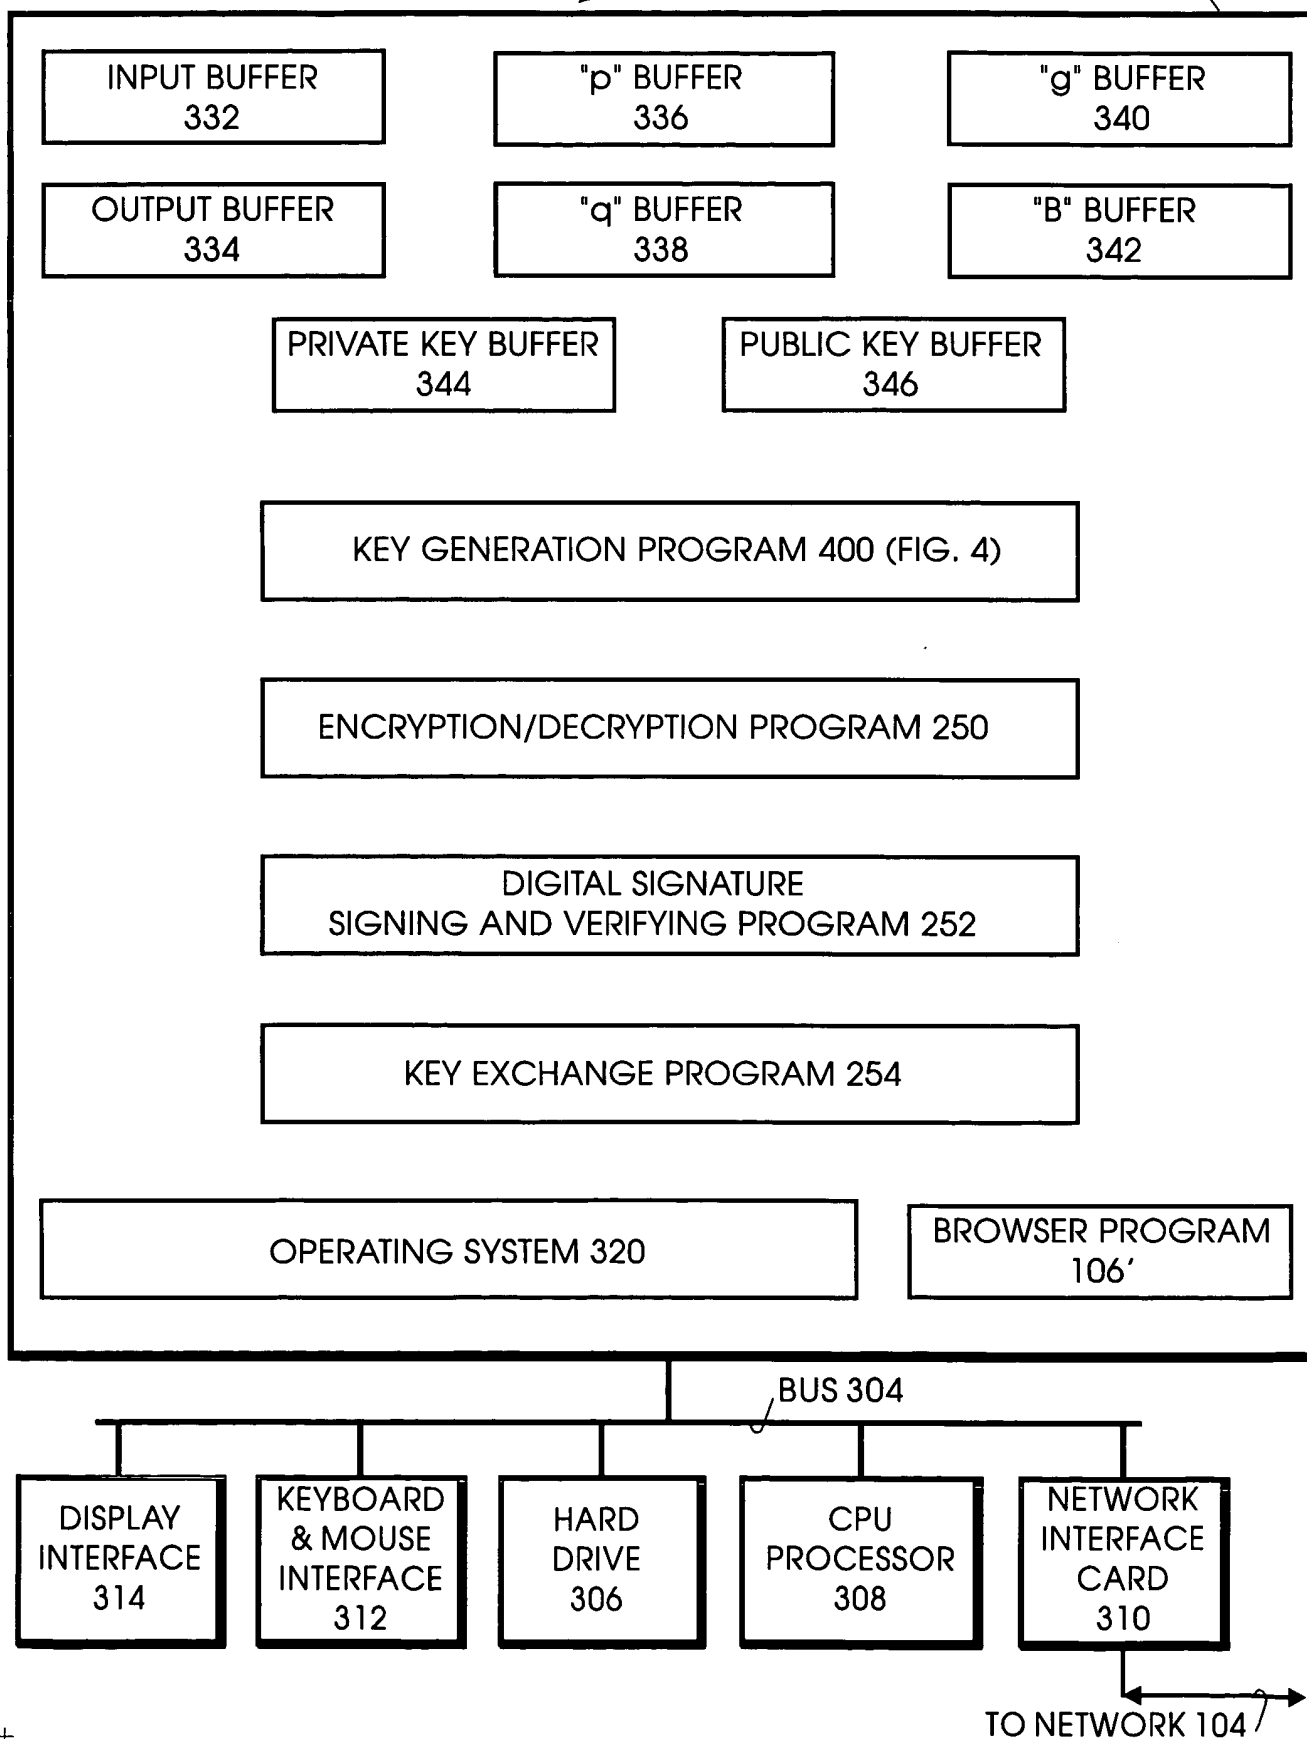 INPUT BUFFER
332
"p" BUFFER
336
"g" BUFFER
340
OUTPUT BUFFER
334
"q" BUFFER
338
"B" BUFFER
342
PRIVATE KEY BUFFER
344
PUBLIC KEY BUFFER
346
KEY GENERATION PROGRAM 400 (FIG. 4)
ENCRYPTION/DECRYPTION PROGRAM 250
DIGITAL SIGNATURE
SIGNING AND VERIFYING PROGRAM 252
KEY EXCHANGE PROGRAM 254
OPERATING SYSTEM 320
BROWSER PROGRAM
106′
BUS 304
DISPLAY
INTERFACE
314
KEYBOARD
& MOUSE
INTERFACE
312
HARD
DRIVE
306
CPU
PROCESSOR
308
NETWORK
INTERFACE
CARD
310
TO NETWORK 104